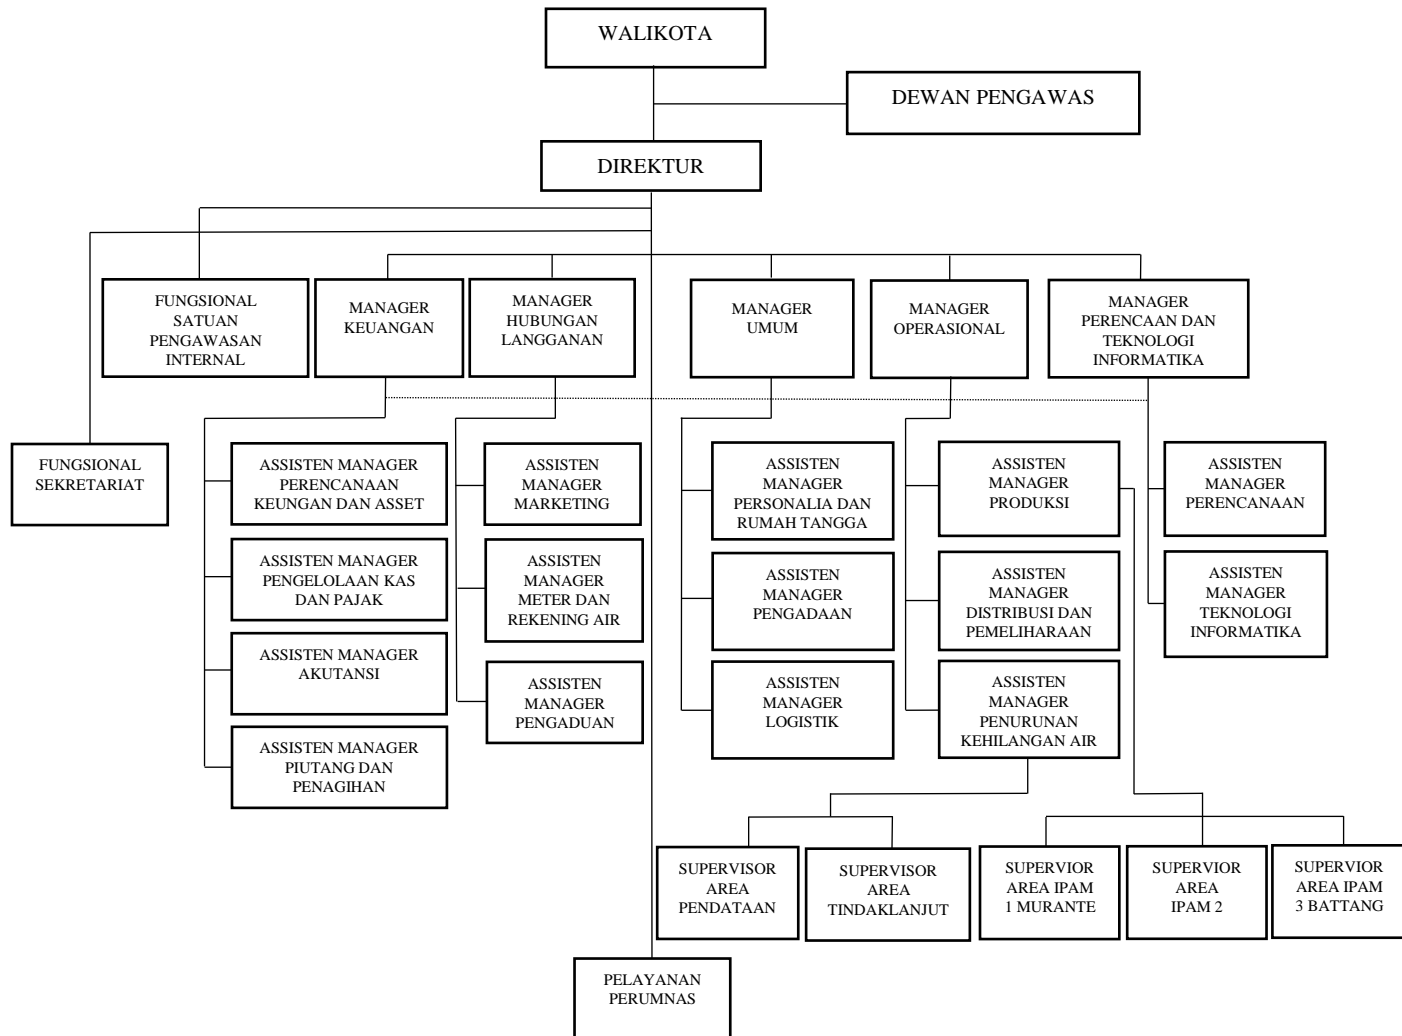 WALIKOTA
DEWAN PENGAWAS
DIREKTUR
FUNGSIONAL
SATUAN
PENGAWASAN
INTERNAL
MANAGER
KEUANGAN
MANAGER
HUBUNGAN
LANGGANAN
MANAGER
UMUM
MANAGER
OPERASIONAL
MANAGER
PERENCAAN DAN
TEKNOLOGI
INFORMATIKA
FUNGSIONAL
SEKRETARIAT
ASSISTEN MANAGER
PERENCANAAN
KEUNGAN DAN ASSET
ASSISTEN
MANAGER
MARKETING
ASSISTEN
MANAGER
PERSONALIA DAN
RUMAH TANGGA
ASSISTEN
MANAGER
PRODUKSI
ASSISTEN
MANAGER
PERENCANAAN
ASSISTEN MANAGER
PENGELOLAAN KAS
DAN PAJAK
ASSISTEN
MANAGER
METER DAN
REKENING AIR
ASSISTEN
MANAGER
PENGADAAN
ASSISTEN
MANAGER
DISTRIBUSI DAN
PEMELIHARAAN
ASSISTEN
MANAGER
TEKNOLOGI
INFORMATIKA
ASSISTEN MANAGER
AKUTANSI
ASSISTEN
MANAGER
PENGADUAN
ASSISTEN
MANAGER
LOGISTIK
ASSISTEN
MANAGER
PENURUNAN
KEHILANGAN AIR
ASSISTEN MANAGER
PIUTANG DAN
PENAGIHAN
SUPERVISOR
AREA
PENDATAAN
SUPERVISOR
AREA
TINDAKLANJUT
SUPERVIOR
AREA IPAM
1 MURANTE
SUPERVIOR
AREA
IPAM 2
SUPERVIOR
AREA IPAM
3 BATTANG
PELAYANAN
PERUMNAS